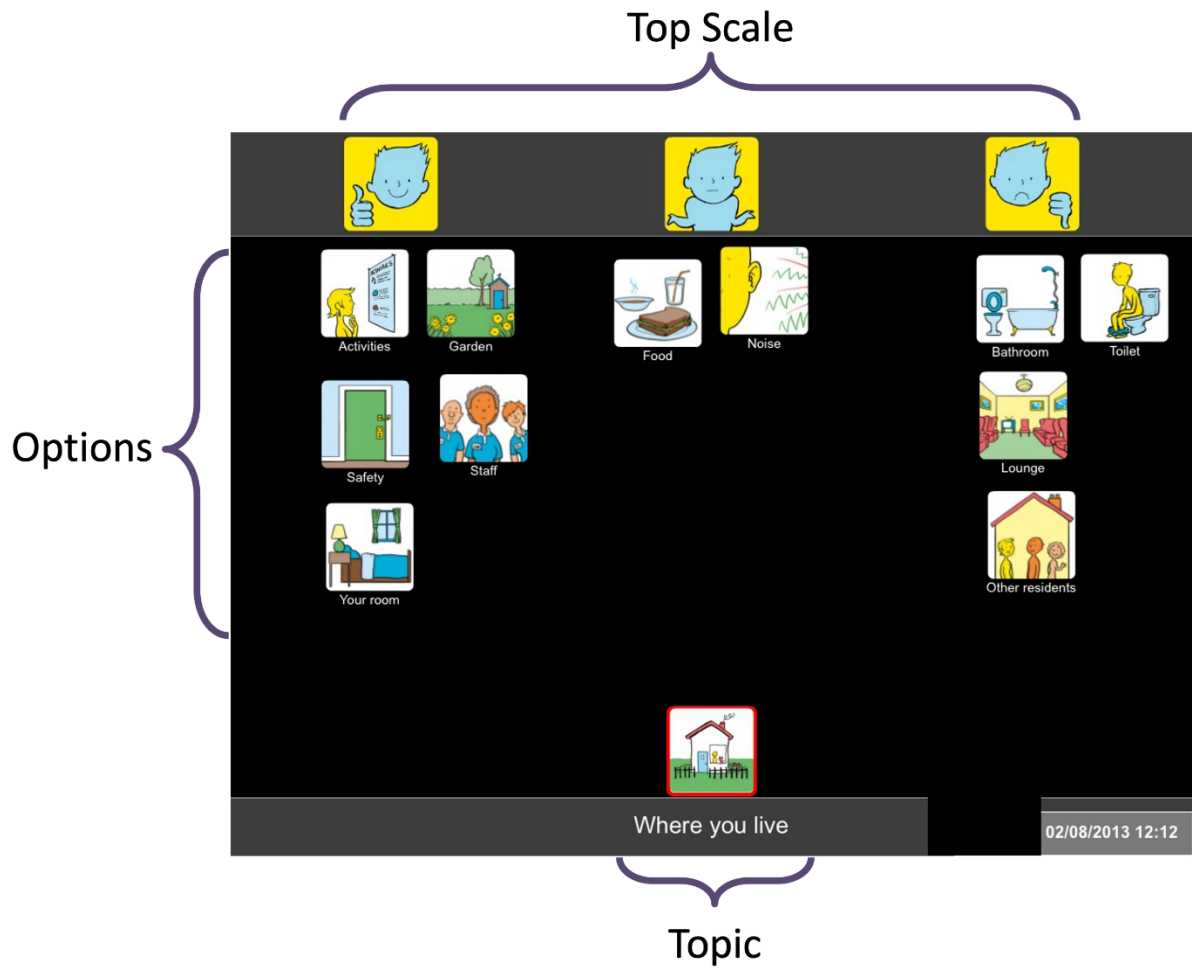 Top Scale
Options
Activities
Garden
Food
Noise
Bathroom
Toilet
Safety
Staff
Lounge
Your room
Other residents
Where you live
02/08/2013 12:12
Topic